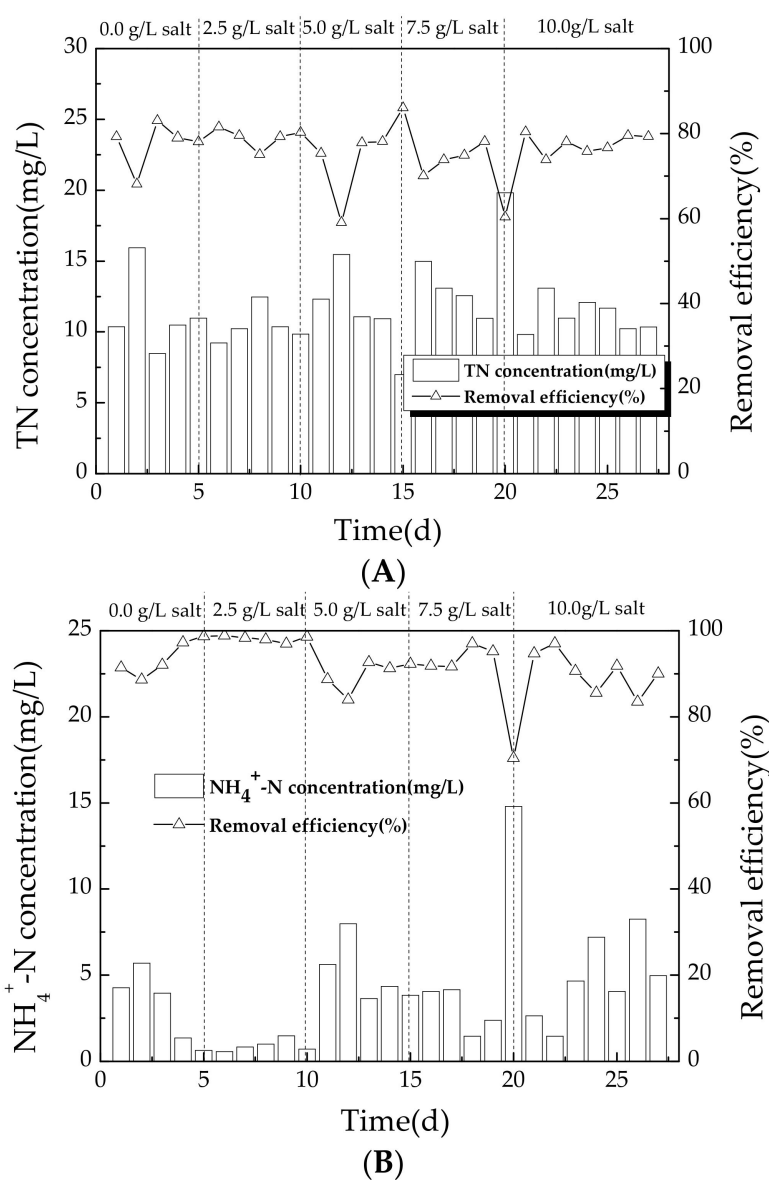 0.0 g/L salt 2.5 g/L salt 5.0 g/L salt 7.5 g/L salt 10.0g/L salt
30 100
25 80
20 60
15
10 40
5 20
0 0
TN concentration(mg/L)
Removal efficiency(%)
TN concentration(mg/L)
Removal efficiency(%)
0 5 10 15 20 25
Time(d)
(A)
0.0 g/L salt 2.5 g/L salt 5.0 g/L salt 7.5 g/L salt 10.0g/L salt
25 100
20 80
15 60
10 40
5 20
0 0
NH₄⁺-N concentration(mg/L)
Removal efficiency(%)
NH₄⁺-N concentration(mg/L)
Removal efficiency(%)
0 5 10 15 20 25
Time(d)
(B)